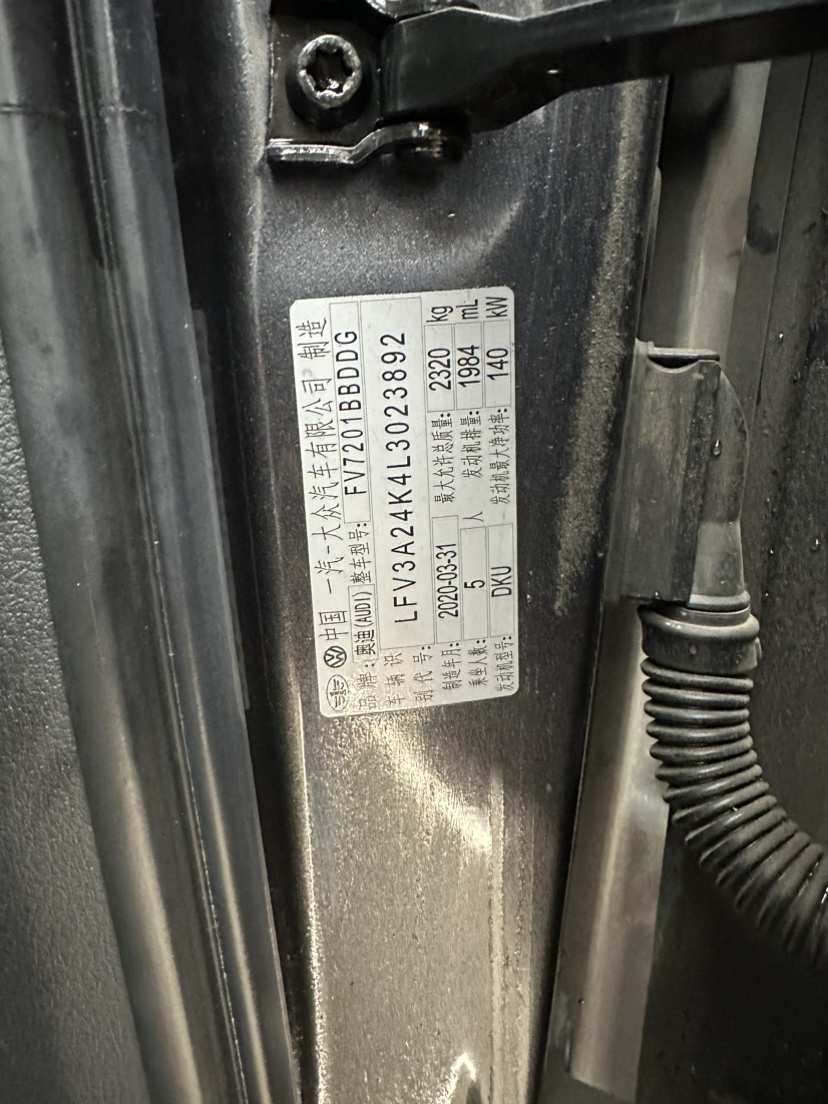 中国 一汽-大众汽车有限公司 制造
品 牌: 奥迪(AUDI) 整车型号: FV7201BBDDG
车 辆 识 别 代 号: LFV3A24K4L3023892
制造年月: 2020-03-31 最大允许总质量: 2320 kg
乘坐人数: 5 人 发动机排量: 1984 mL
发动机型号: DKU 发动机最大净功率: 140 kW